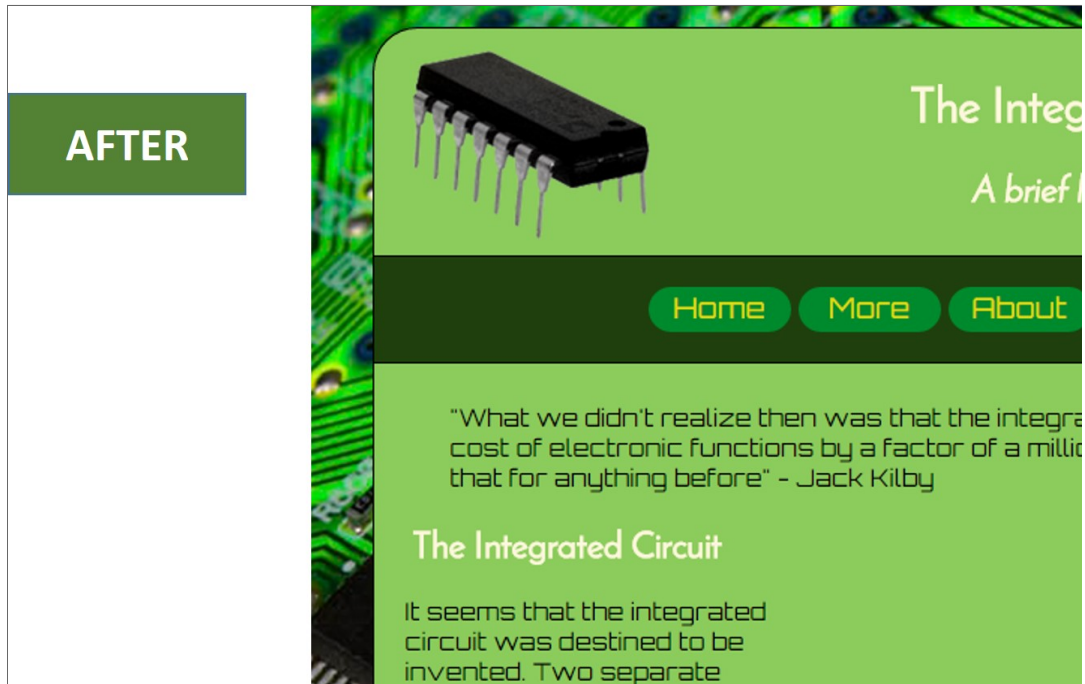 AFTER
The Integ
A brief
Home More About
"What we didn't realize then was that the integra
cost of electronic functions by a factor of a millio
that for anything before" - Jack Kilby
The Integrated Circuit
It seems that the integrated
circuit was destined to be
invented. Two separate